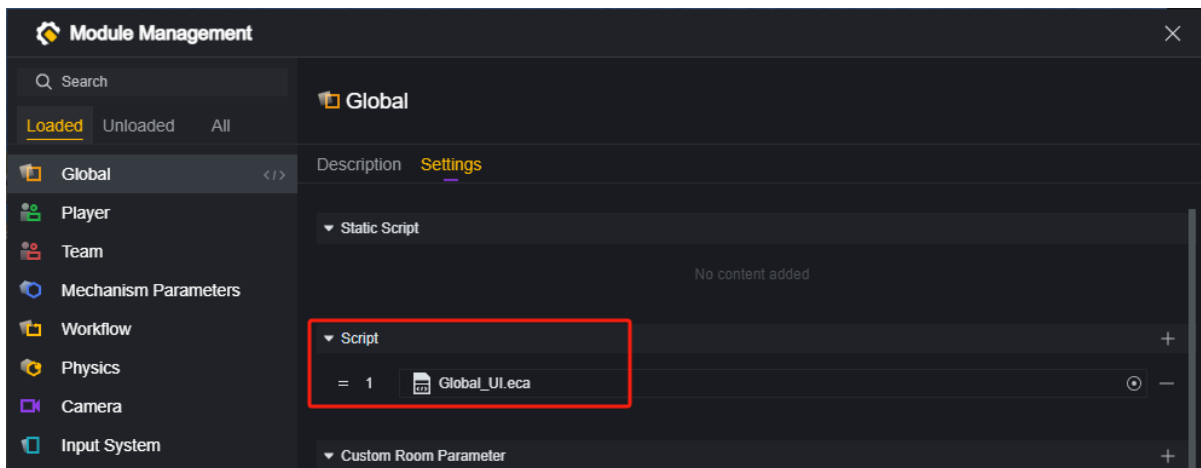 Module Management
Search
Loaded Unloaded All
Global </>
Player
Team
Mechanism Parameters
Workflow
Physics
Camera
Input System
Global
Description Settings
Static Script
No content added
Script +
= 1 Global_UI.eca
Custom Room Parameter +